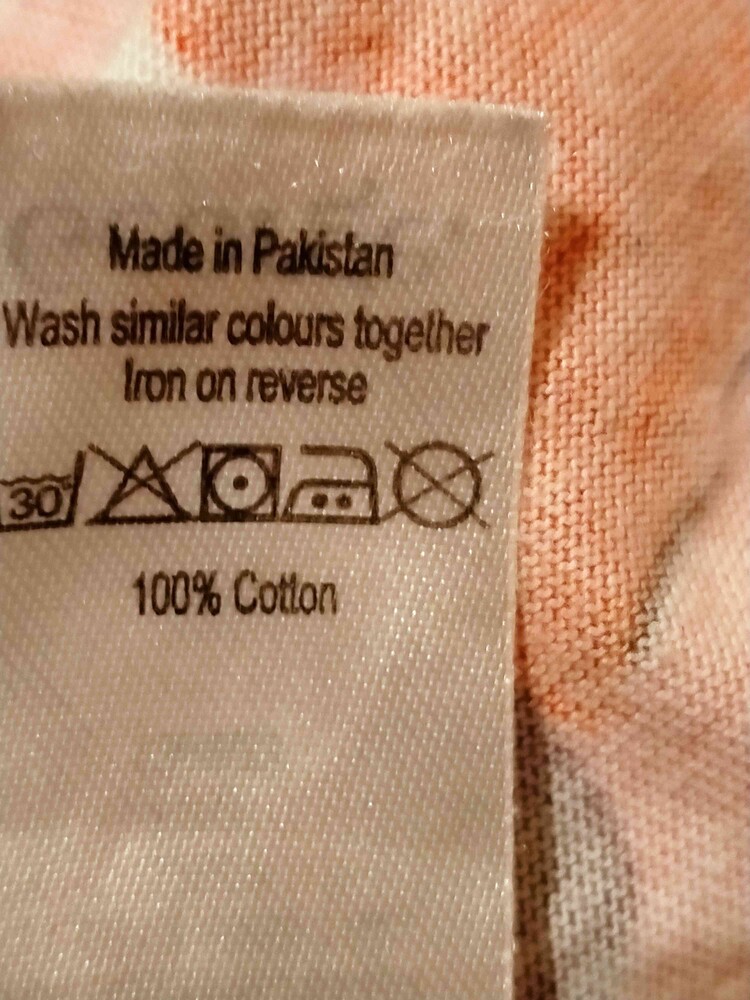 Made in Pakistan
Wash similar colours together
Iron on reverse
30
100% Cotton